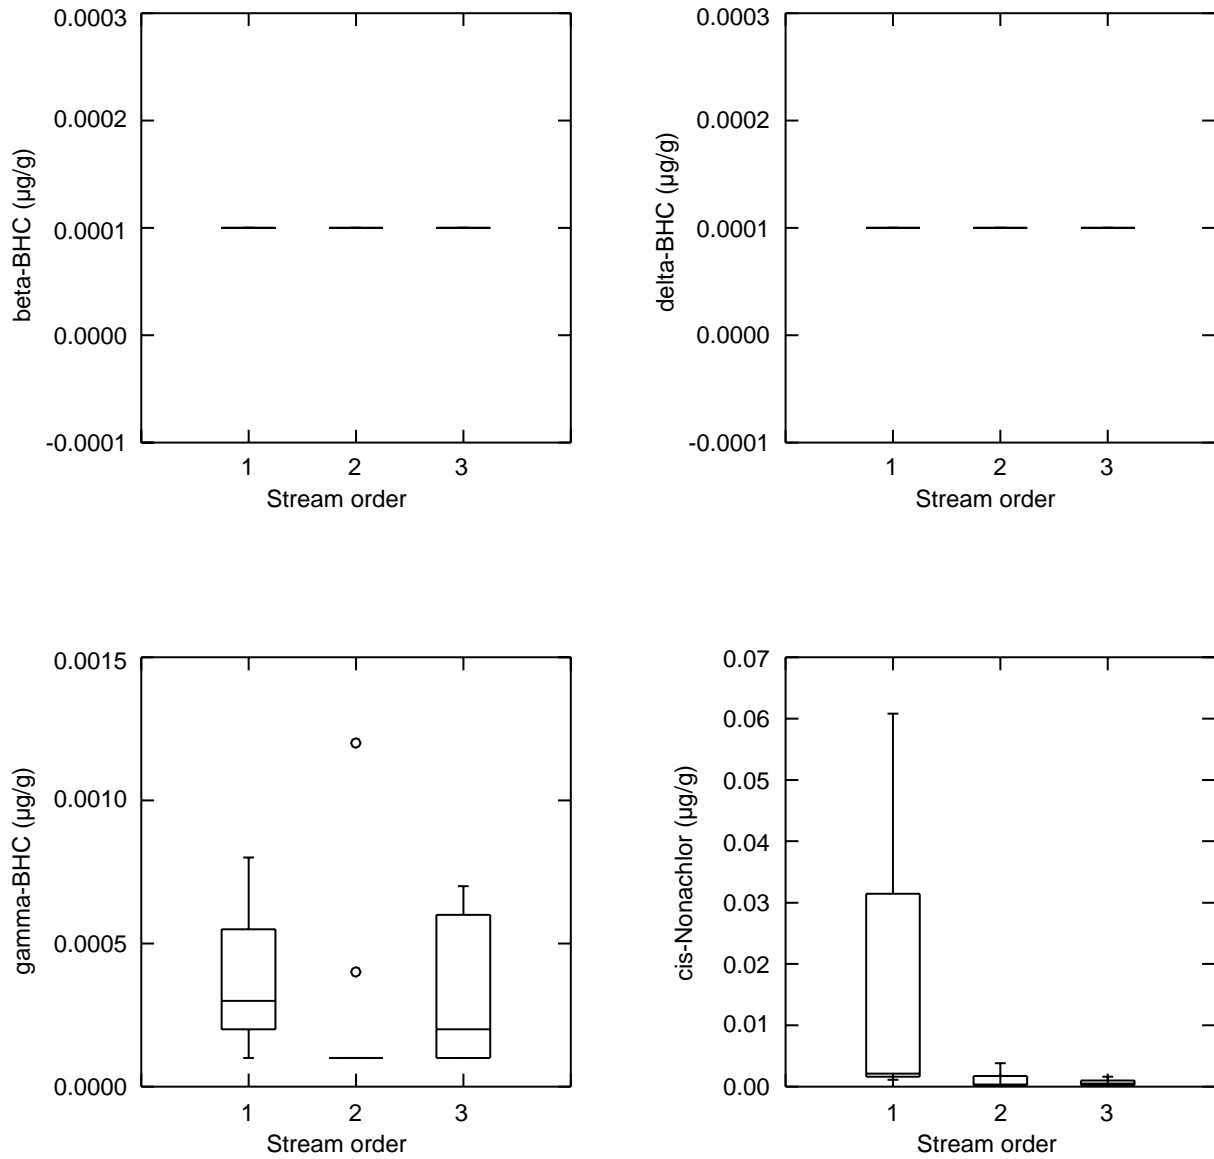 0.0003
0.0002
0.0001
0.0000
-0.0001
beta-BHC (µg/g)
1 2 3
Stream order
0.0003
0.0002
0.0001
0.0000
-0.0001
delta-BHC (µg/g)
1 2 3
Stream order
0.0015
0.0010
0.0005
0.0000
gamma-BHC (µg/g)
1 2 3
Stream order
0.07
0.06
0.05
0.04
0.03
0.02
0.01
0.00
cis-Nonachlor (µg/g)
1 2 3
Stream order